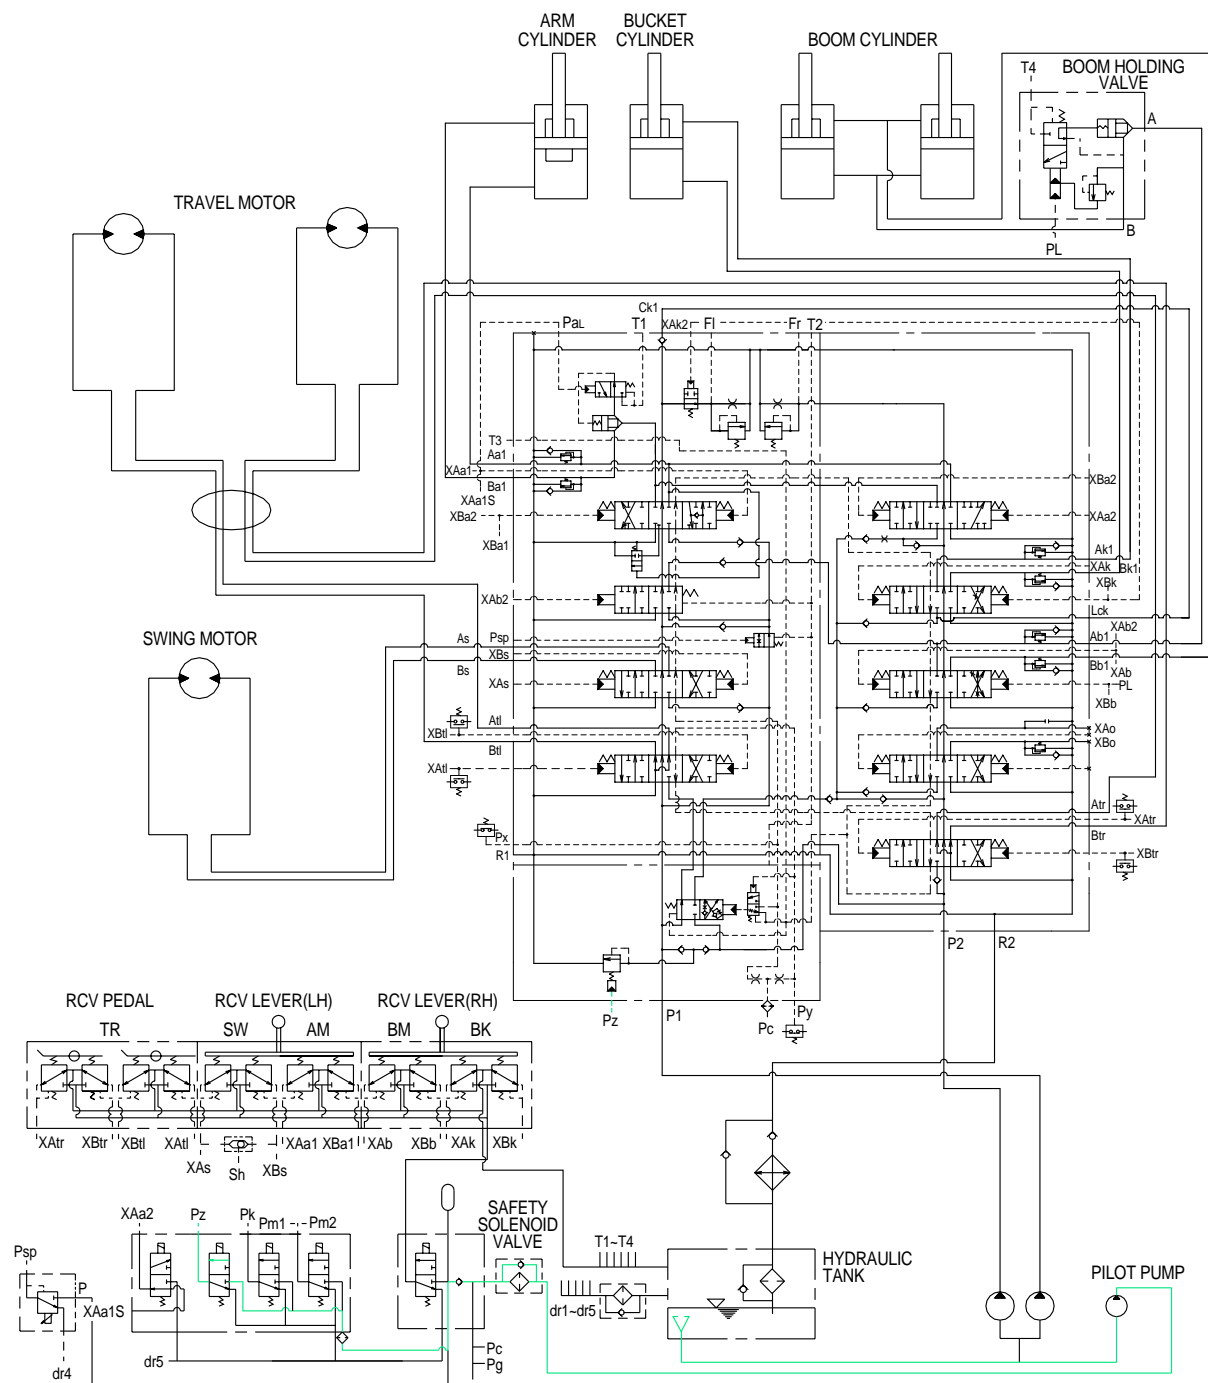 ARM
CYLINDER
BUCKET
CYLINDER
BOOM CYLINDER
BOOM HOLDING
VALVE
T4
A
B
PL
TRAVEL MOTOR
Ck1
PaL
T1
XAk2
Fl
Fr
T2
T3
Aa1
XAa1
Ba1
XAa1S
XBa2
XBa1
XBa2
XAa2
Ak1
XAk
Bk1
XBk
XAb2
Lck
SWING MOTOR
As
Psp
XBs
Bs
XAs
XAb2
Ab1
Bb1
XAb
PL
XBb
Atl
XBtl
Btl
XAtl
XAo
XBo
Atr
XAtr
Btr
XBtr
Px
R1
P2
R2
Pz
P1
Pc
Py
RCV PEDAL
RCV LEVER(LH)
RCV LEVER(RH)
TR
SW
AM
BM
BK
XAtr
XBtr
XBtl
XAtl
XAa1
XBa1
XAb
XBb
XAk
XBk
XAs
Sh
XBs
SAFETY
SOLENOID
VALVE
XAa2
Pz
Pk
Pm1
Pm2
T1~T4
HYDRAULIC
TANK
PILOT PUMP
Psp
P
XAa1S
dr1~dr5
dr4
dr5
Pc
Pg